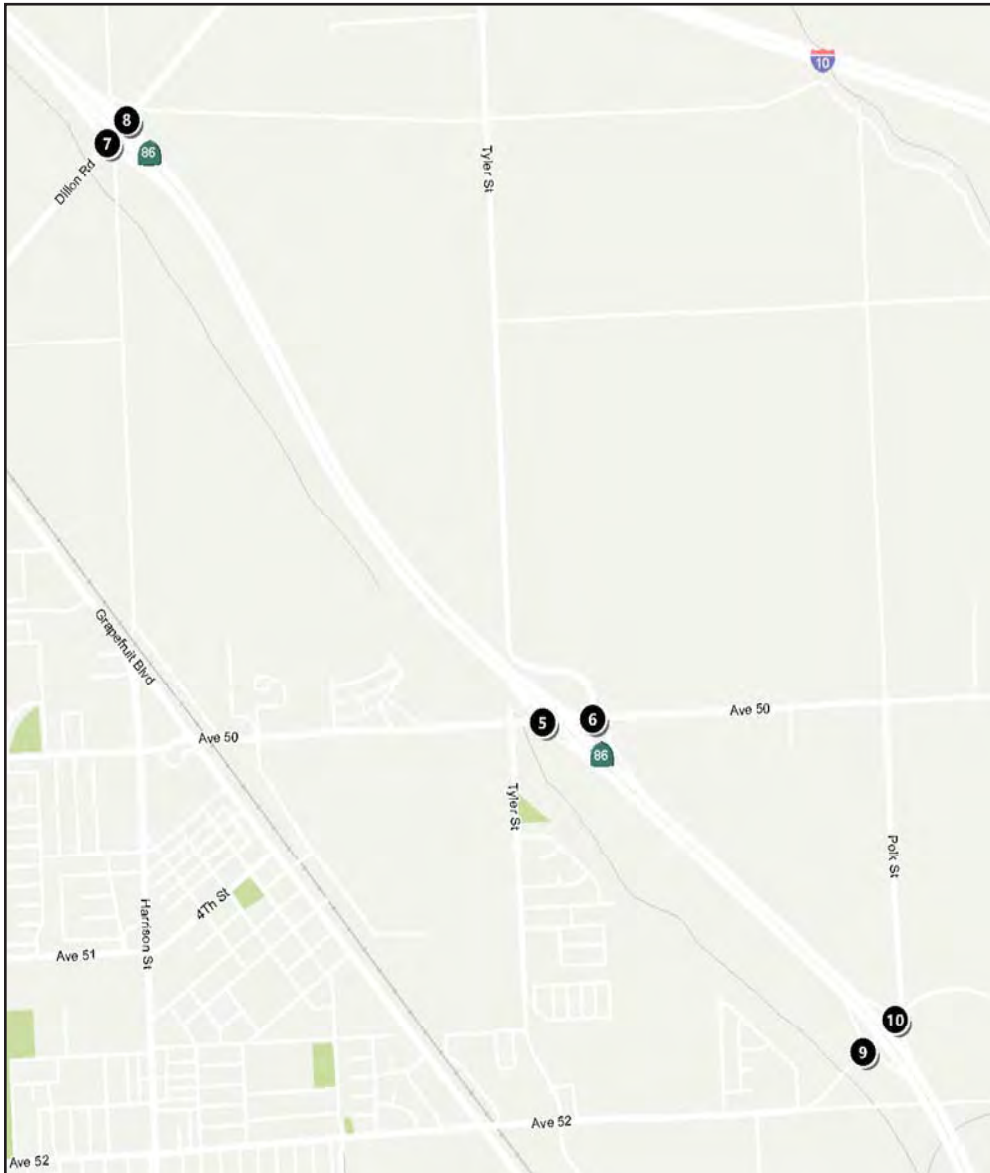 10
8
7
86
Tyler St
Dillon Rd
Grapefruit Blvd
Ave 50
5
6
Ave 50
86
Tyler St
Polk St
4Th St
Harrison St
Ave 51
10
9
Ave 52
Ave 52